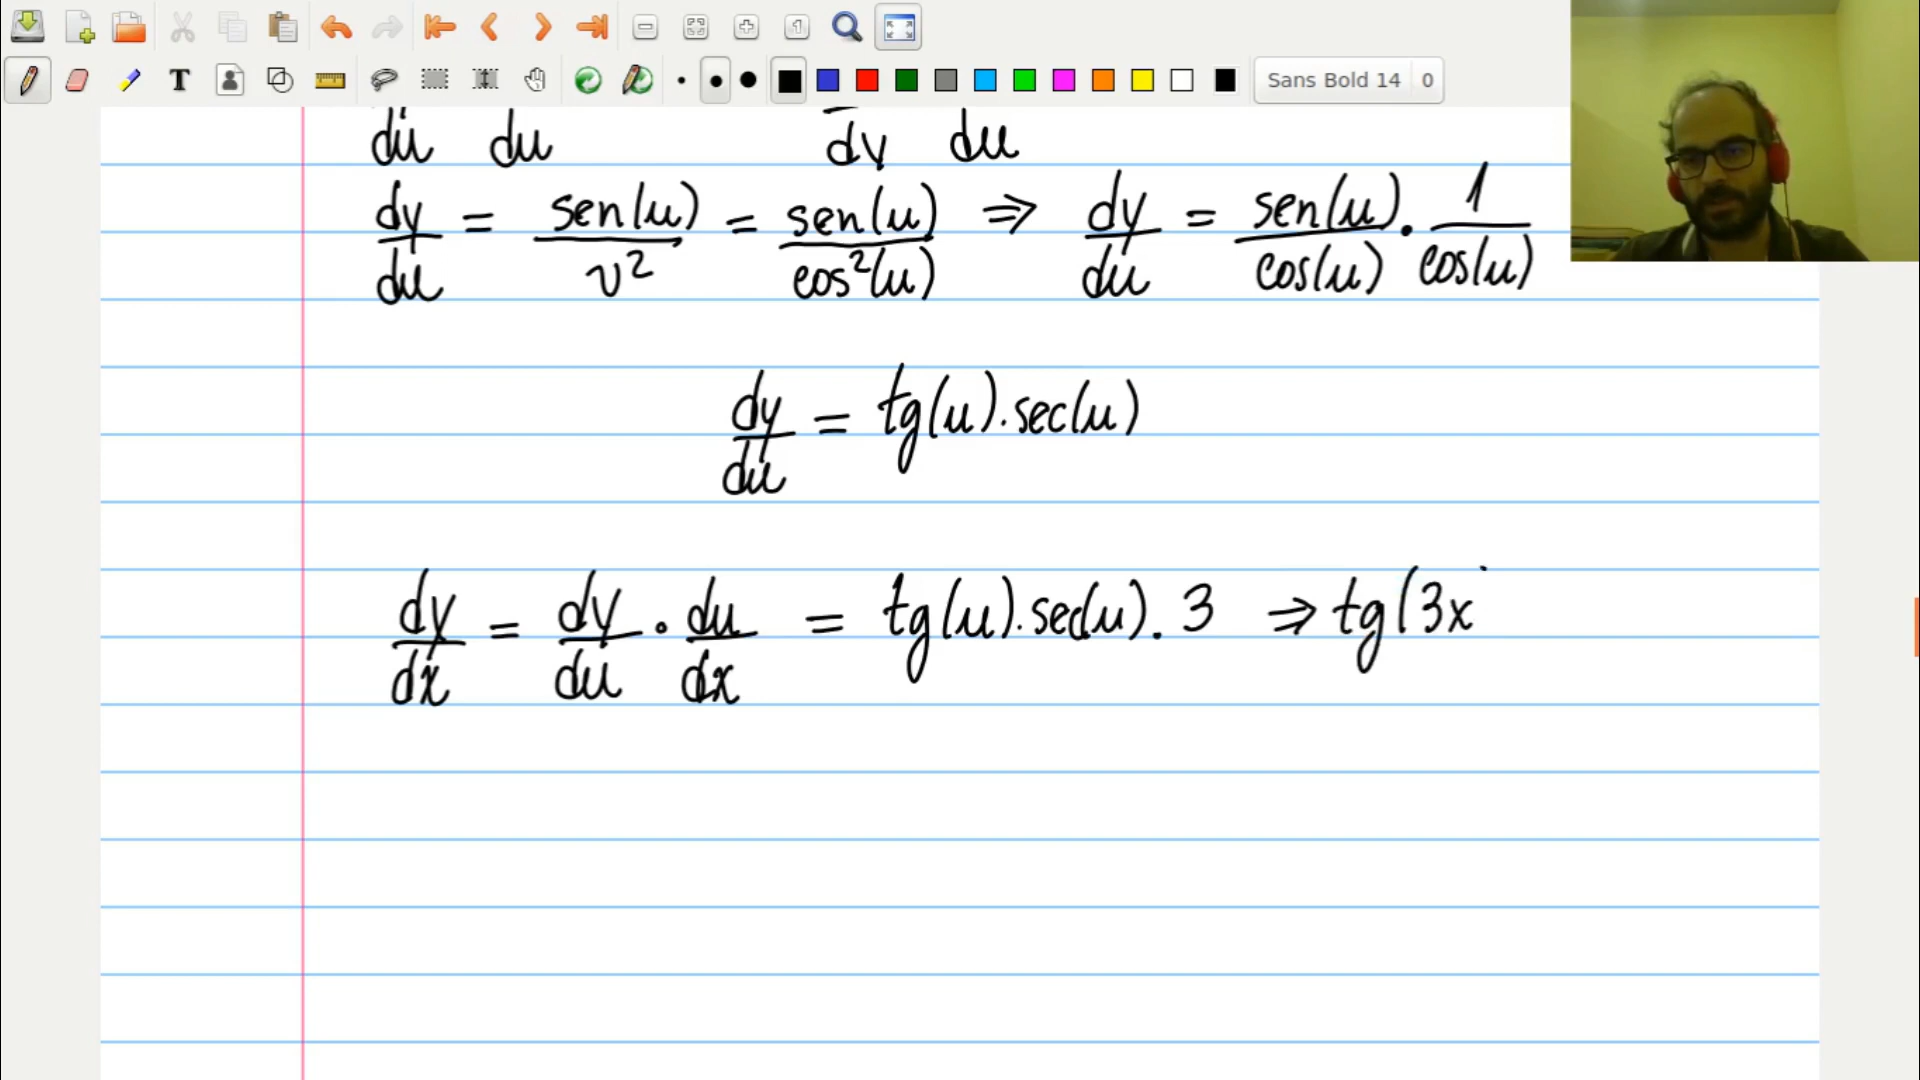 Sans Bold 14 0
du du dv du
dy/du = sen(u)/v² = sen(u)/cos²(u) ⇒ dy/du = sen(u)/cos(u) · 1/cos(u)
dy/du = tg(u).sec(u)
dy/dx = dy/du · du/dx = tg(u).sec(u).3 ⇒ tg(3x